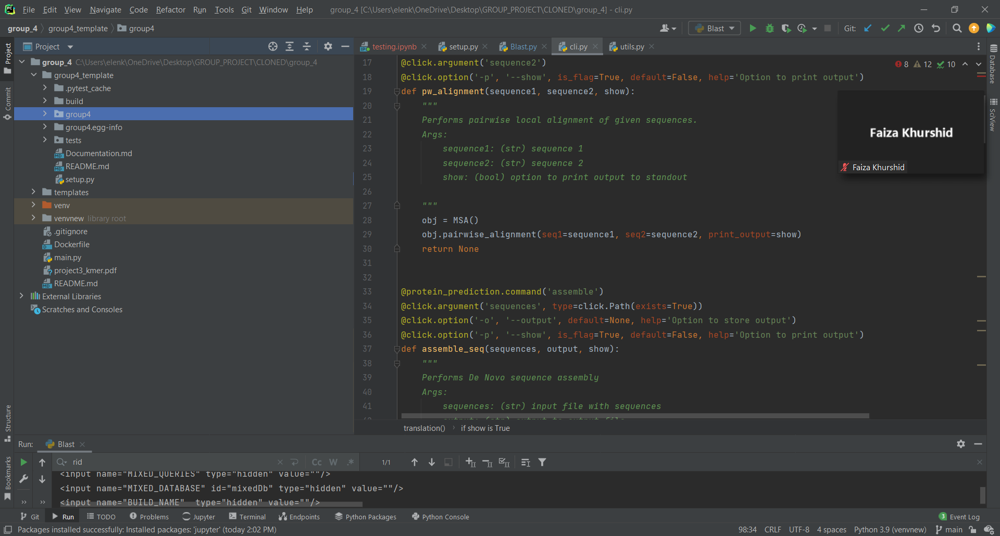 File Edit View Navigate Code Refactor Run Tools Git Window Help group_4 [C:\Users\elenk\OneDrive\Desktop\GROUP_PROJECT\CLONED\group_4] - cli.py
group_4 group4_template group4 Blast Git:
Project
testing.ipynb setup.py Blast.py cli.py utils.py
Project
Commit
Structure
Bookmarks
group_4 C:\Users\elenk\OneDrive\Desktop\GROUP_PROJECT\CLONED\group_4
group4_template
.pytest_cache
build
group4
group4.egg-info
tests
Documentation.md
README.md
setup.py
templates
venv
venvnew library root
.gitignore
Dockerfile
main.py
project3_kmer.pdf
README.md
External Libraries
Scratches and Consoles
8 12 10
17 @click.argument('sequence2')
18 @click.option('-p', '--show', is_flag=True, default=False, help='Option to print output')
19 def pw_alignment(sequence1, sequence2, show):
20 """
21 Performs pairwise local alignment of given sequences.
22 Args:
23 sequence1: (str) sequence 1
24 sequence2: (str) sequence 2
25 show: (bool) option to print output to standout
26
27 """
28 obj = MSA()
29 obj.pairwise_alignment(seq1=sequence1, seq2=sequence2, print_output=show)
30 return None
31
32
33 @protein_prediction.command('assemble')
34 @click.argument('sequences', type=click.Path(exists=True))
35 @click.option('-o', '--output', default=None, help='Option to store output')
36 @click.option('-p', '--show', is_flag=True, default=False, help='Option to print output')
37 def assemble_seq(sequences, output, show):
38 """
39 Performs De Novo sequence assembly
40 Args:
41 sequences: (str) input file with sequences
translation() if show is True
Faiza Khurshid
Faiza Khurshid
Database
SciView
Run: Blast
rid Cc W .* 1/1
<input name="MIXED_QUERIES" type="hidden" value=""/>
<input name="MIXED_DATABASE" id="mixedDb" type="hidden" value=""/>
<input name="BUILD_NAME" type="hidden" value=""/>
Git Run TODO Problems Jupyter Terminal Endpoints Python Packages Python Console 3 Event Log
Packages installed successfully: Installed packages: 'jupyter' (today 2:02 PM) 98:34 CRLF UTF-8 4 spaces Python 3.9 (venvnew) main